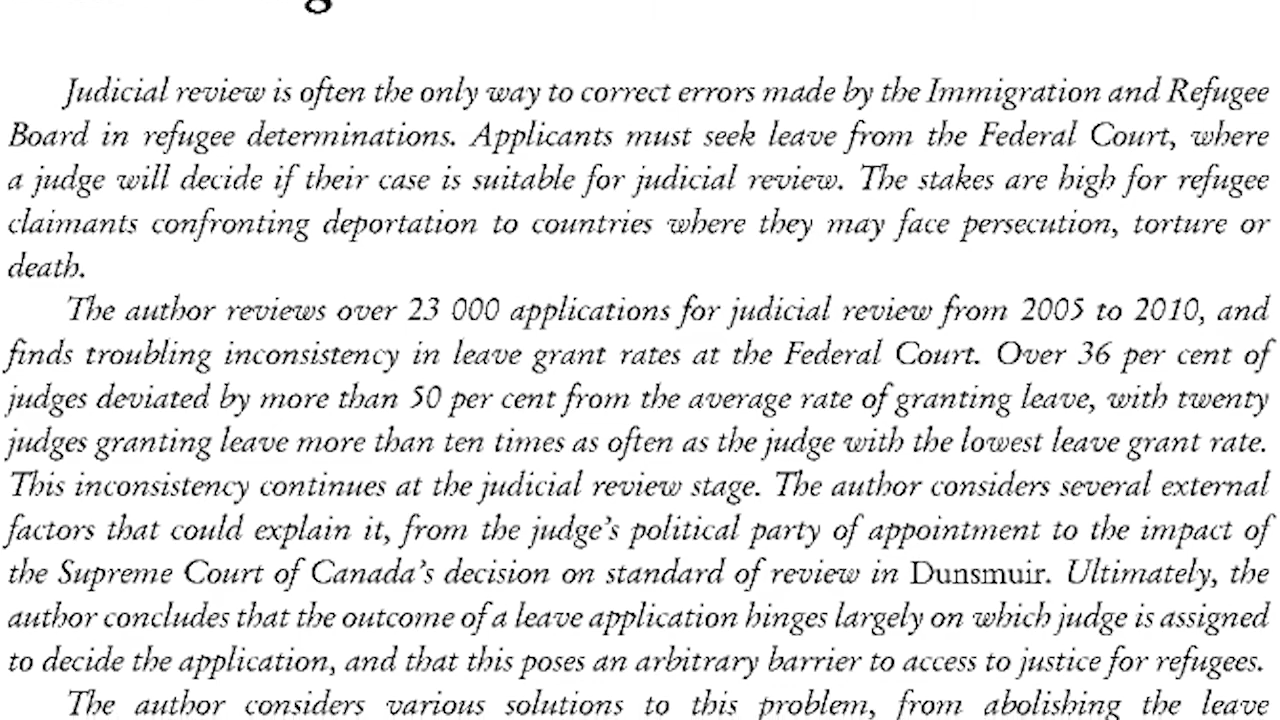 Judicial review is often the only way to correct errors made by the Immigration and Refugee
Board in refugee determinations. Applicants must seek leave from the Federal Court, where
a judge will decide if their case is suitable for judicial review. The stakes are high for refugee
claimants confronting deportation to countries where they may face persecution, torture or
death.
The author reviews over 23 000 applications for judicial review from 2005 to 2010, and
finds troubling inconsistency in leave grant rates at the Federal Court. Over 36 per cent of
judges deviated by more than 50 per cent from the average rate of granting leave, with twenty
judges granting leave more than ten times as often as the judge with the lowest leave grant rate.
This inconsistency continues at the judicial review stage. The author considers several external
factors that could explain it, from the judge's political party of appointment to the impact of
the Supreme Court of Canada's decision on standard of review in Dunsmuir. Ultimately, the
author concludes that the outcome of a leave application hinges largely on which judge is assigned
to decide the application, and that this poses an arbitrary barrier to access to justice for refugees.
The author considers various solutions to this problem, from abolishing the leave